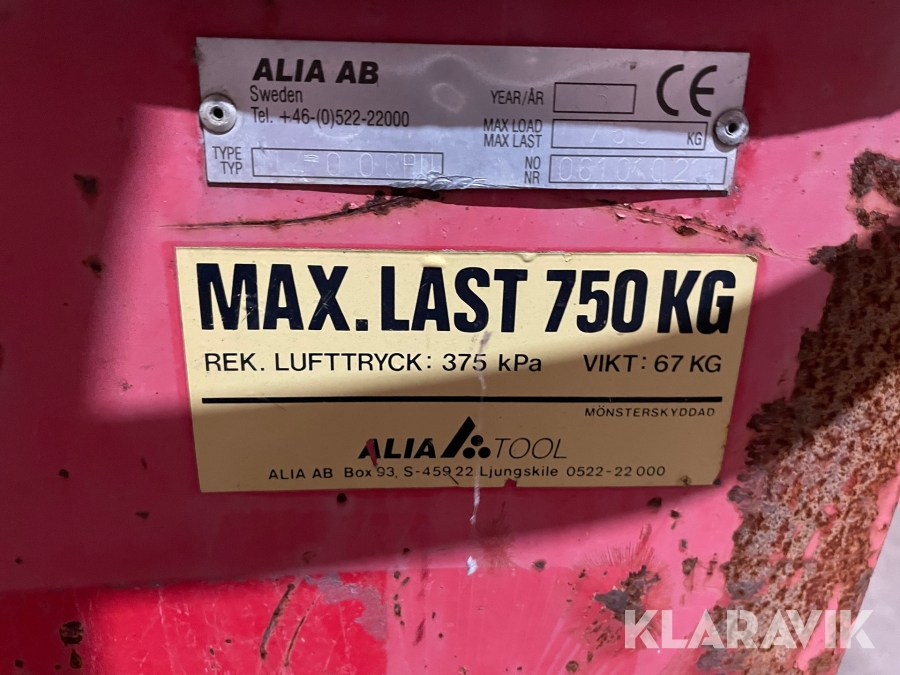 ALIA AB
Sweden
Tel. +46-(0)522-22000
YEAR/ÅR
CE
MAX LOAD
MAX LAST
KG
TYPE
TYP
NO
NR
MAX. LAST 750 KG
REK. LUFTTRYCK: 375 kPa VIKT: 67 KG
MÖNSTERSKYDDAD
ALIA TOOL
ALIA AB Box 93, S-459 22 Ljungskile 0522-22 000
KLARAVIK